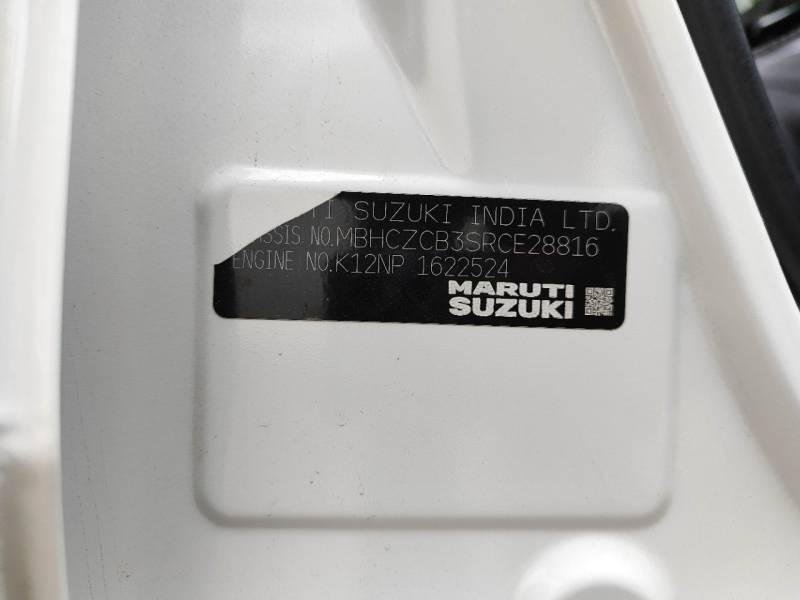 SUZUKI INDIA LTD.
NO.MBHCZCB3SRCE28816
ENGINE NO.K12NP 1622524
MARUTI
SUZUKI